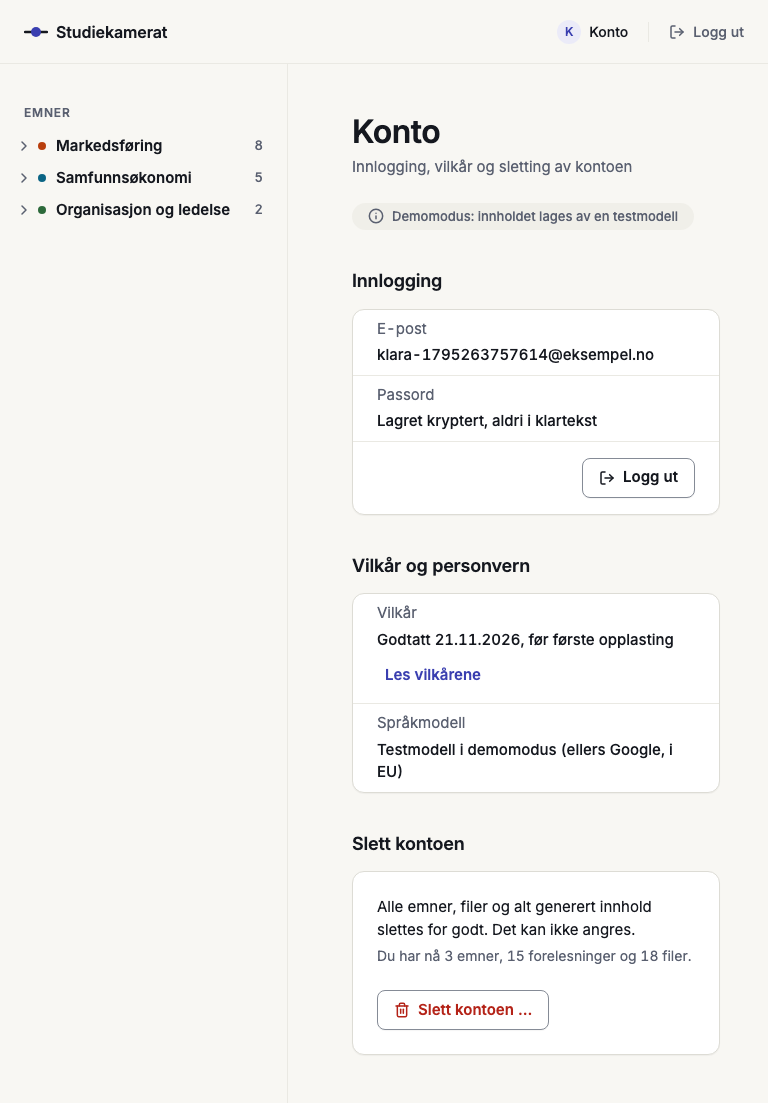 Studiekamerat
K Konto
Logg ut
EMNER
Markedsføring 8
Samfunnsøkonomi 5
Organisasjon og ledelse 2
Konto
Innlogging, vilkår og sletting av kontoen
Demomodus: innholdet lages av en testmodell
Innlogging
E-post
klara-1795263757614@eksempel.no
Passord
Lagret kryptert, aldri i klartekst
Logg ut
Vilkår og personvern
Vilkår
Godtatt 21.11.2026, før første opplasting
Les vilkårene
Språkmodell
Testmodell i demomodus (ellers Google, i
EU)
Slett kontoen
Alle emner, filer og alt generert innhold
slettes for godt. Det kan ikke angres.
Du har nå 3 emner, 15 forelesninger og 18 filer.
Slett kontoen ...